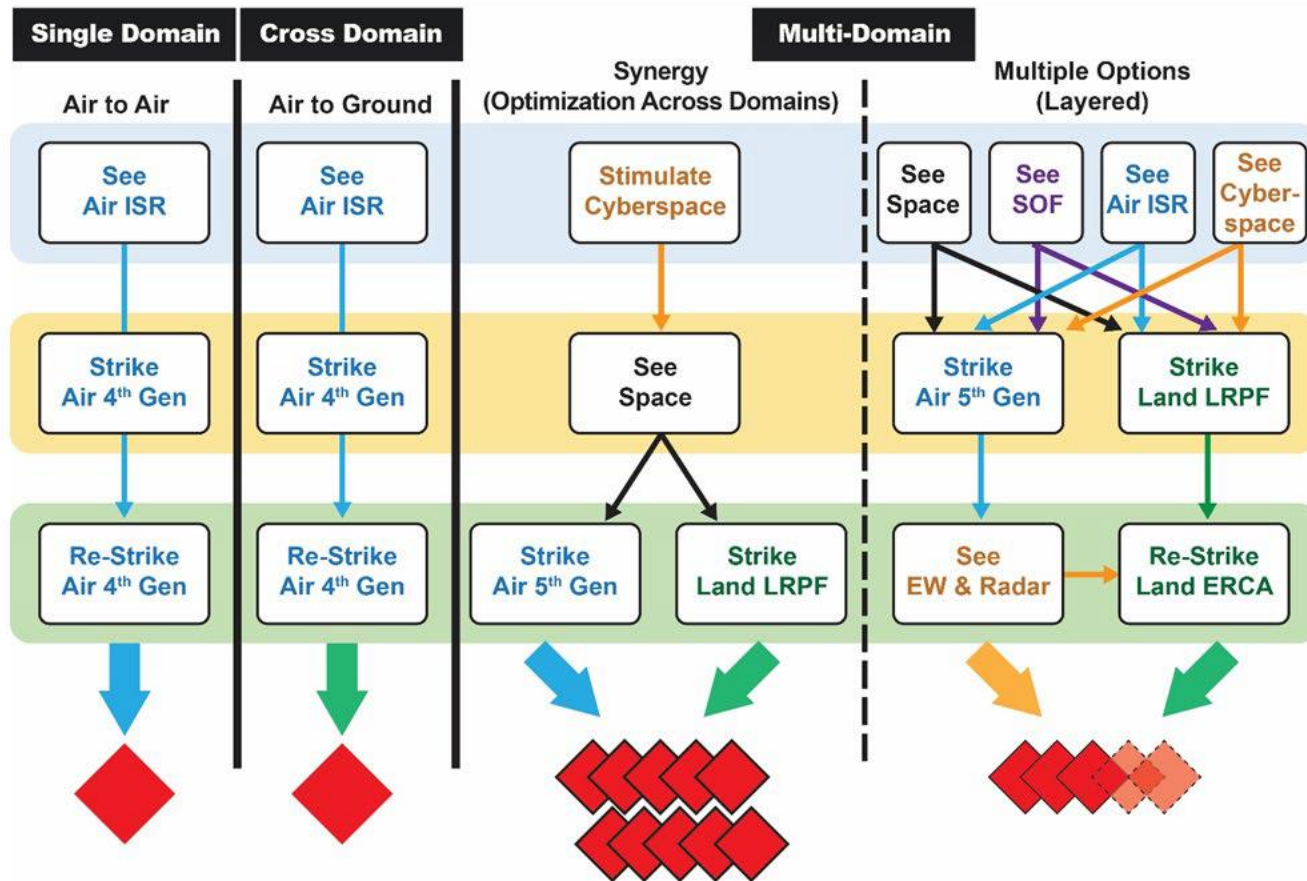 Single Domain
Cross Domain
Multi-Domain
Air to Air
Air to Ground
Synergy
(Optimization Across Domains)
Multiple Options
(Layered)
See
Air ISR
See
Air ISR
Stimulate
Cyberspace
See
Space
See
SOF
See
Air ISR
See
Cyber-
space
Strike
Air 4th Gen
Strike
Air 4th Gen
See
Space
Strike
Air 5th Gen
Strike
Land LRPF
Re-Strike
Air 4th Gen
Re-Strike
Air 4th Gen
Strike
Air 5th Gen
Strike
Land LRPF
See
EW & Radar
Re-Strike
Land ERCA